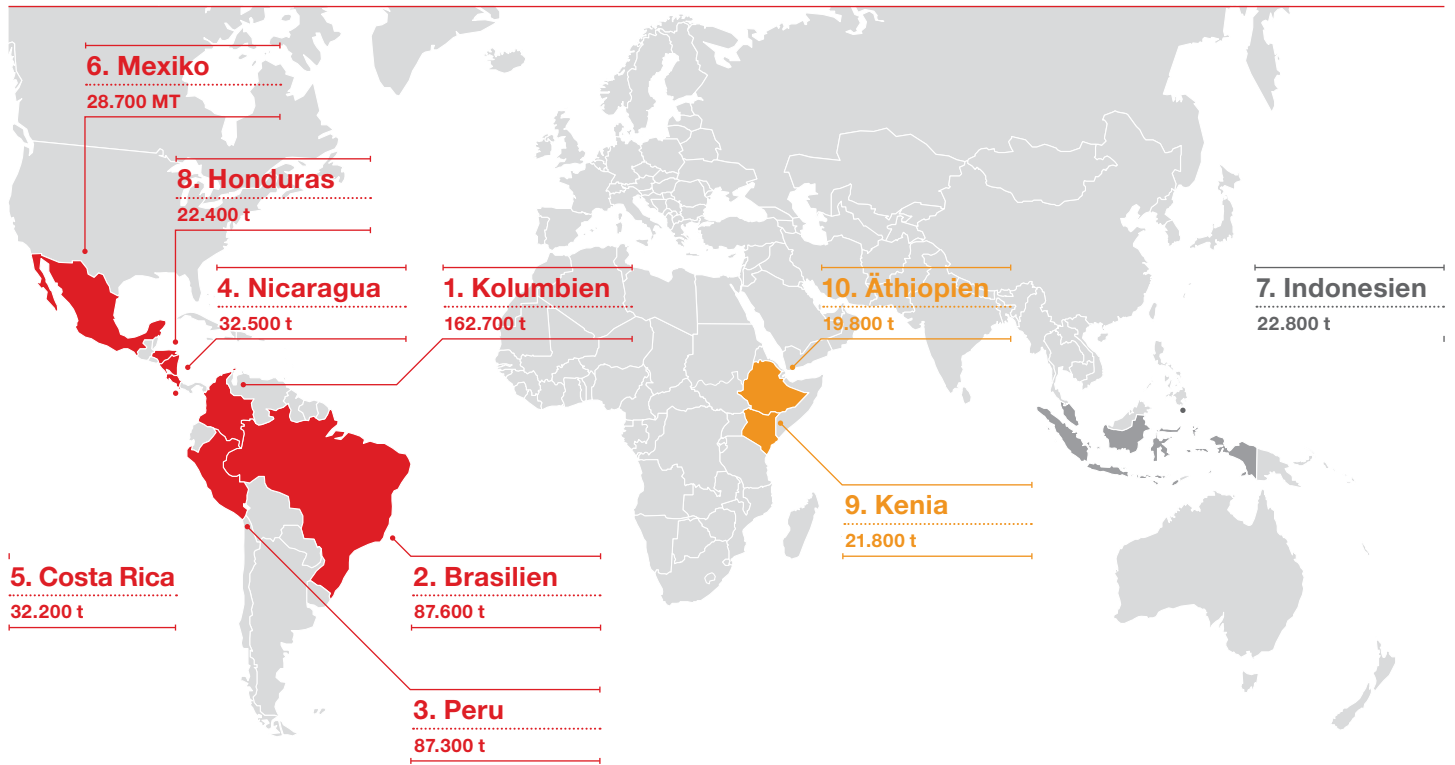 6. Mexiko
28.700 MT
8. Honduras
22.400 t
4. Nicaragua
32.500 t
1. Kolumbien
162.700 t
10. Äthiopien
19.800 t
7. Indonesien
22.800 t
9. Kenia
21.800 t
5. Costa Rica
32.200 t
2. Brasilien
87.600 t
3. Peru
87.300 t